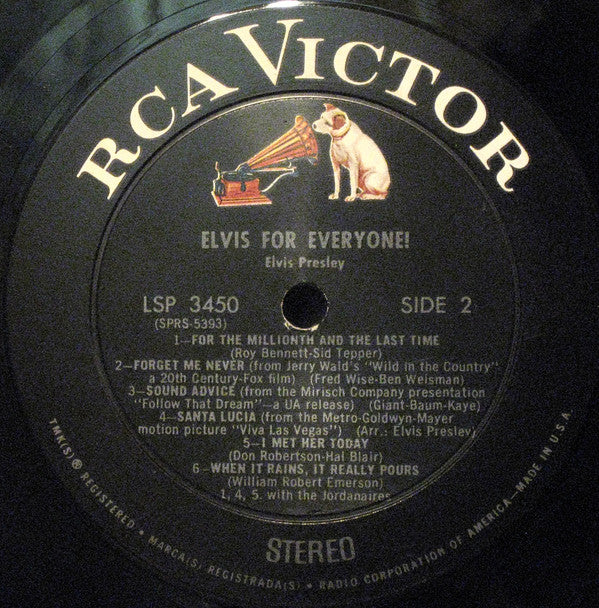 RCA VICTOR
ELVIS FOR EVERYONE!
Elvis Presley
LSP 3450
SIDE 2
(SPRS-5393)
1—FOR THE MILLIONTH AND THE LAST TIME
(Roy Bennett-Sid Tepper)
2—FORGET ME NEVER (from Jerry Wald's "Wild in the Country"
a 20th Century-Fox film) (Fred Wise-Ben Weisman)
3—SOUND ADVICE (from the Mirisch Company presentation
"Follow That Dream"—a UA release) (Giant-Baum-Kaye)
4—SANTA LUCIA (from the Metro-Goldwyn-Mayer
motion picture "Viva Las Vegas") (Arr.: Elvis Presley)
5—I MET HER TODAY
(Don Robertson-Hal Blair)
6—WHEN IT RAINS, IT REALLY POURS
(William Robert Emerson)
1, 4, 5. with the Jordanaires
STEREO
TMK(S) ® REGISTERED • MARCA(S) REGISTRADA(S) • RADIO CORPORATION OF AMERICA—MADE IN U.S.A.